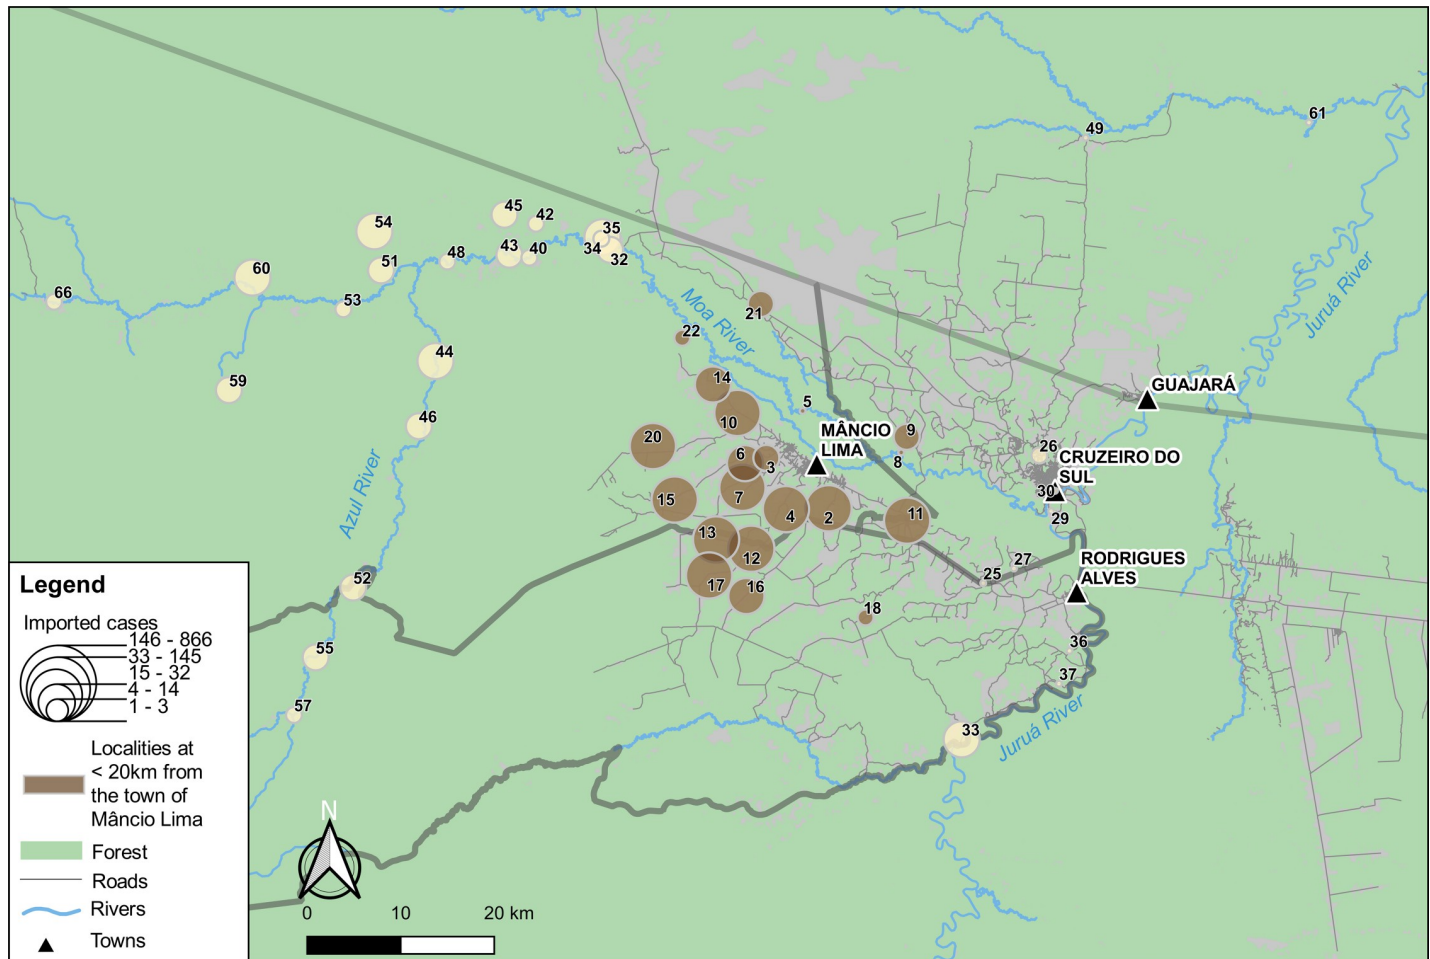 61
49
45
42
54
35
34
32
43
40
48
51
60
53
66
21
22
Moa River
Juruá River
44
59
14
10
5
GUAJARÁ
46
20
6
3
MÂNCIO
LIMA
9
8
26
CRUZEIRO DO
SUL
30
29
15
7
4
2
11
Azul River
13
12
17
16
18
25
27
RODRIGUES
ALVES
52
55
57
36
37
33
Juruá River
Legend
Imported cases
146 - 866
33 - 145
15 - 32
4 - 14
1 - 3
Localities at
< 20km from
the town of
Mâncio Lima
Forest
Roads
Rivers
Towns
N
0 10 20 km